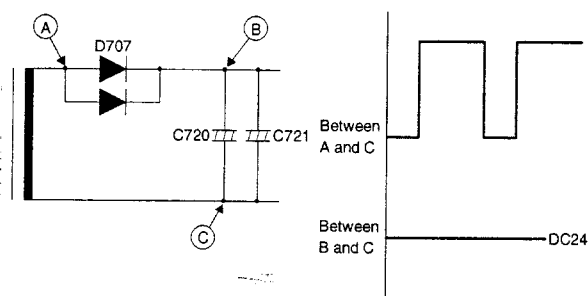 A
D707
B
C720
C721
C
Between
A and C
Between
B and C
DC24